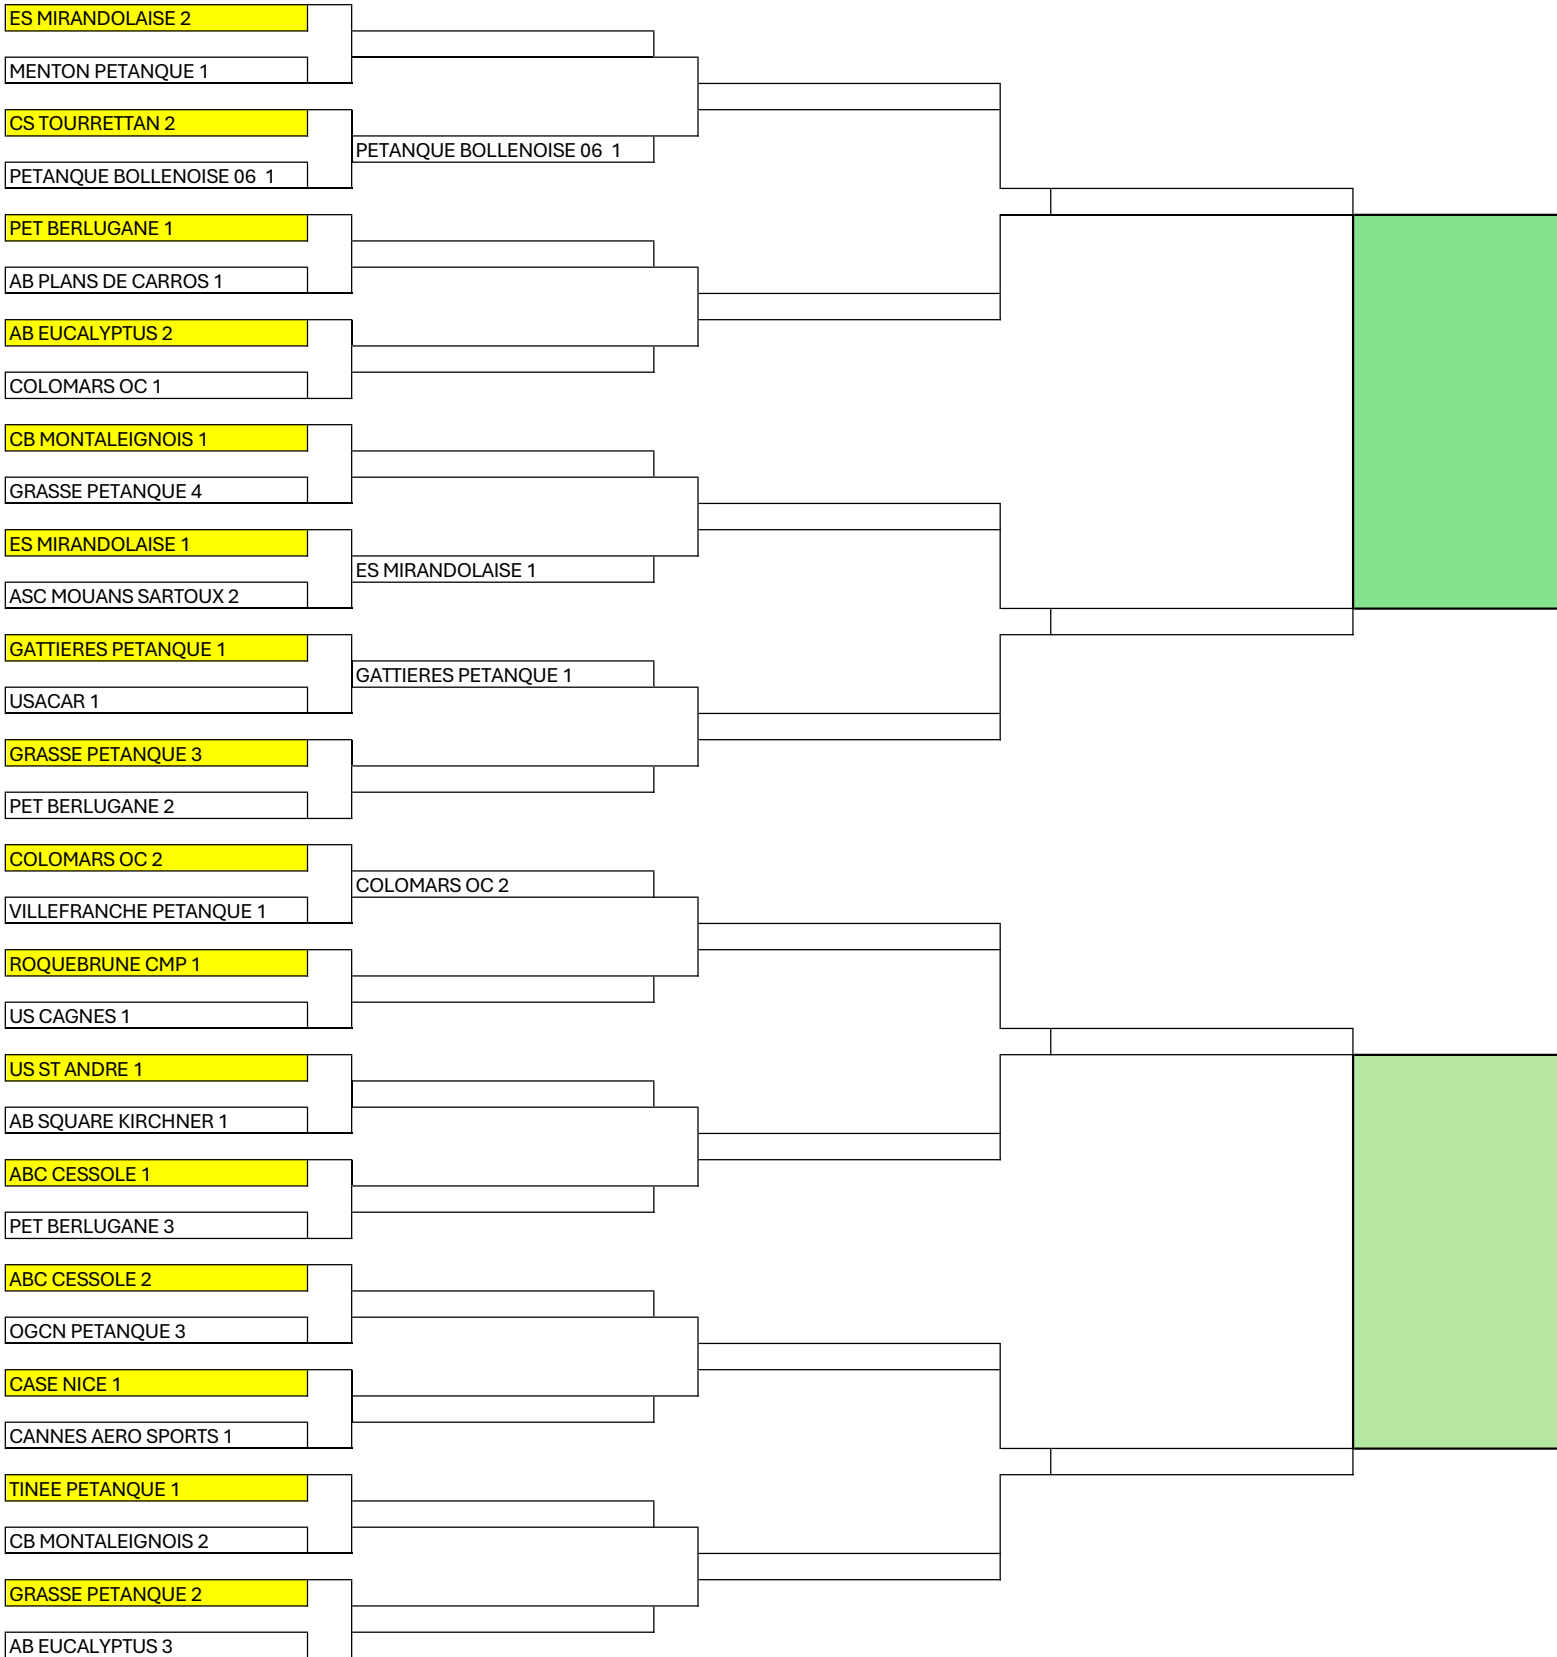 ES MIRANDOLAISE 2
MENTON PETANQUE 1
CS TOURRETTAN 2
PETANQUE BOLLENOISE 06  1
PETANQUE BOLLENOISE 06  1
PET BERLUGANE 1
AB PLANS DE CARROS 1
AB EUCALYPTUS 2
COLOMARS OC 1
CB MONTALEIGNOIS 1
GRASSE PETANQUE 4
ES MIRANDOLAISE 1
ES MIRANDOLAISE 1
ASC MOUANS SARTOUX 2
GATTIERES PETANQUE 1
GATTIERES PETANQUE 1
USACAR 1
GRASSE PETANQUE 3
PET BERLUGANE 2
COLOMARS OC 2
COLOMARS OC 2
VILLEFRANCHE PETANQUE 1
ROQUEBRUNE CMP 1
US CAGNES 1
US ST ANDRE 1
AB SQUARE KIRCHNER 1
ABC CESSOLE 1
PET BERLUGANE 3
ABC CESSOLE 2
OGCN PETANQUE 3
CASE NICE 1
CANNES AERO SPORTS 1
TINEE PETANQUE 1
CB MONTALEIGNOIS 2
GRASSE PETANQUE 2
AB EUCALYPTUS 3